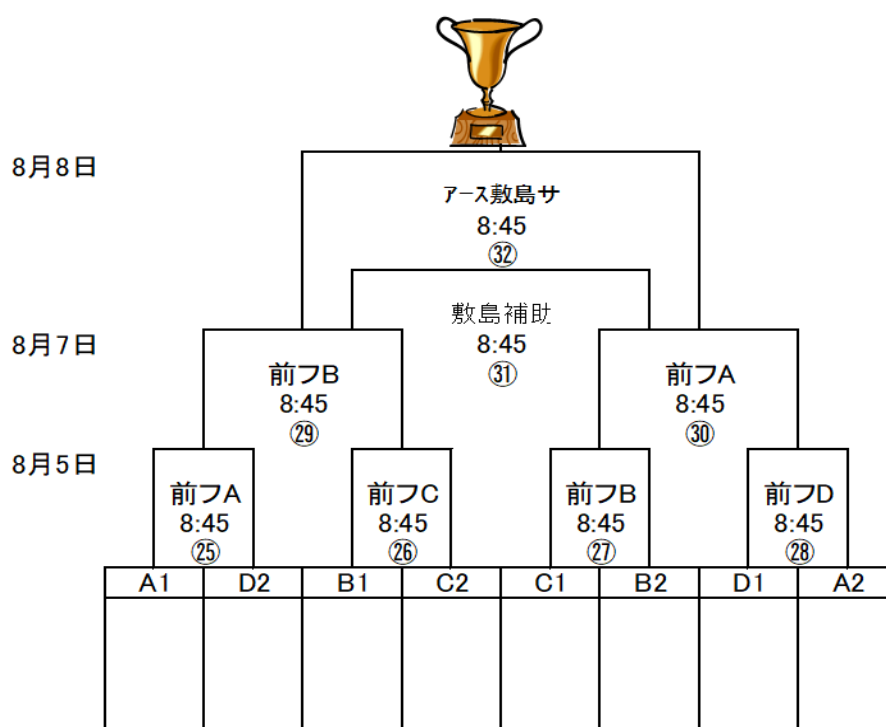 8月8日
ｱｰｽ敷島サ
8:45
㉜
敷島補助
8月7日
8:45
㉛
前フB
前フA
8:45
8:45
㉙
㉚
8月5日
前フA
前フC
前フB
前フD
8:45
8:45
8:45
8:45
㉕
㉖
㉗
㉘
A1
D2
B1
C2
C1
B2
D1
A2